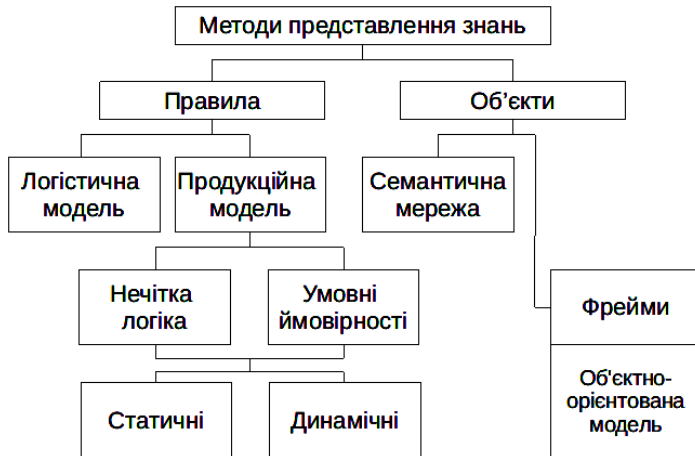 Методи представлення знань
Правила
Об’єкти
Логістична
модель
Продукційна
модель
Семантична
мережа
Нечітка
логіка
Умовні
ймовірності
Фрейми
Статичні
Динамічні
Об'єктно-
орієнтована
модель